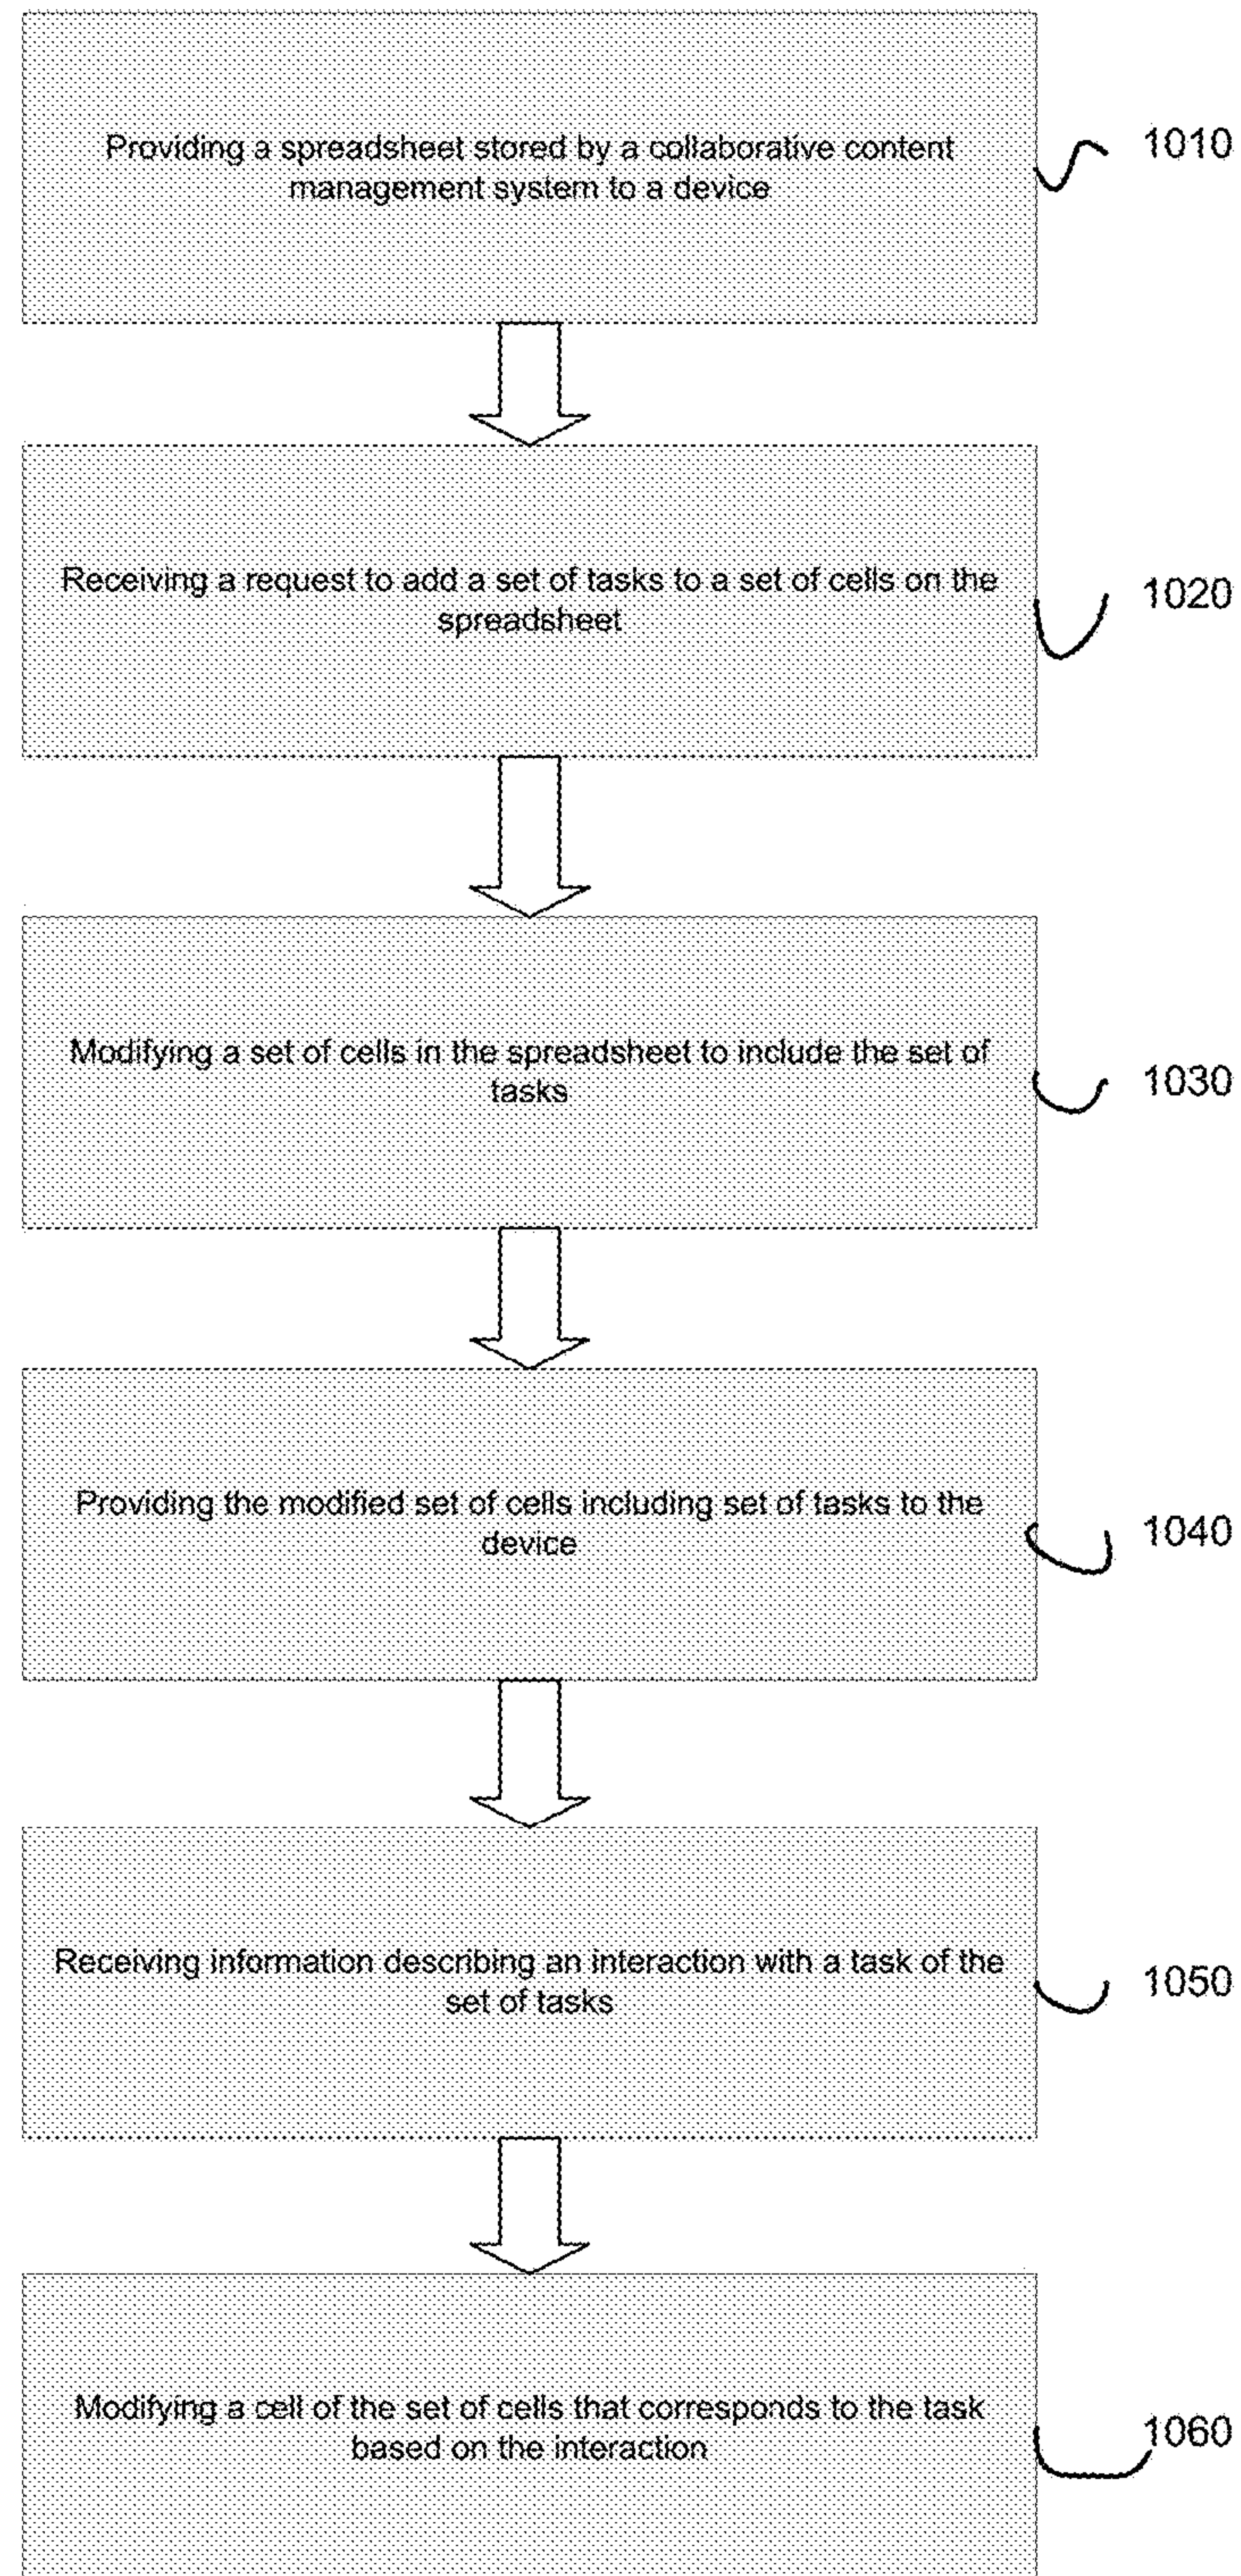 Providing a spreadsheet stored by a collaborative content
management system to a device
1010
Receiving a request to add a set of tasks to a set of cells on the
spreadsheet
1020
Modifying a set of cells in the spreadsheet to include the set of
tasks
1030
Providing the modified set of cells including set of tasks to the
device
1040
Receiving information describing an interaction with a task of the
set of tasks
1050
Modifying a cell of the set of cells that corresponds to the task
based on the interaction
1060